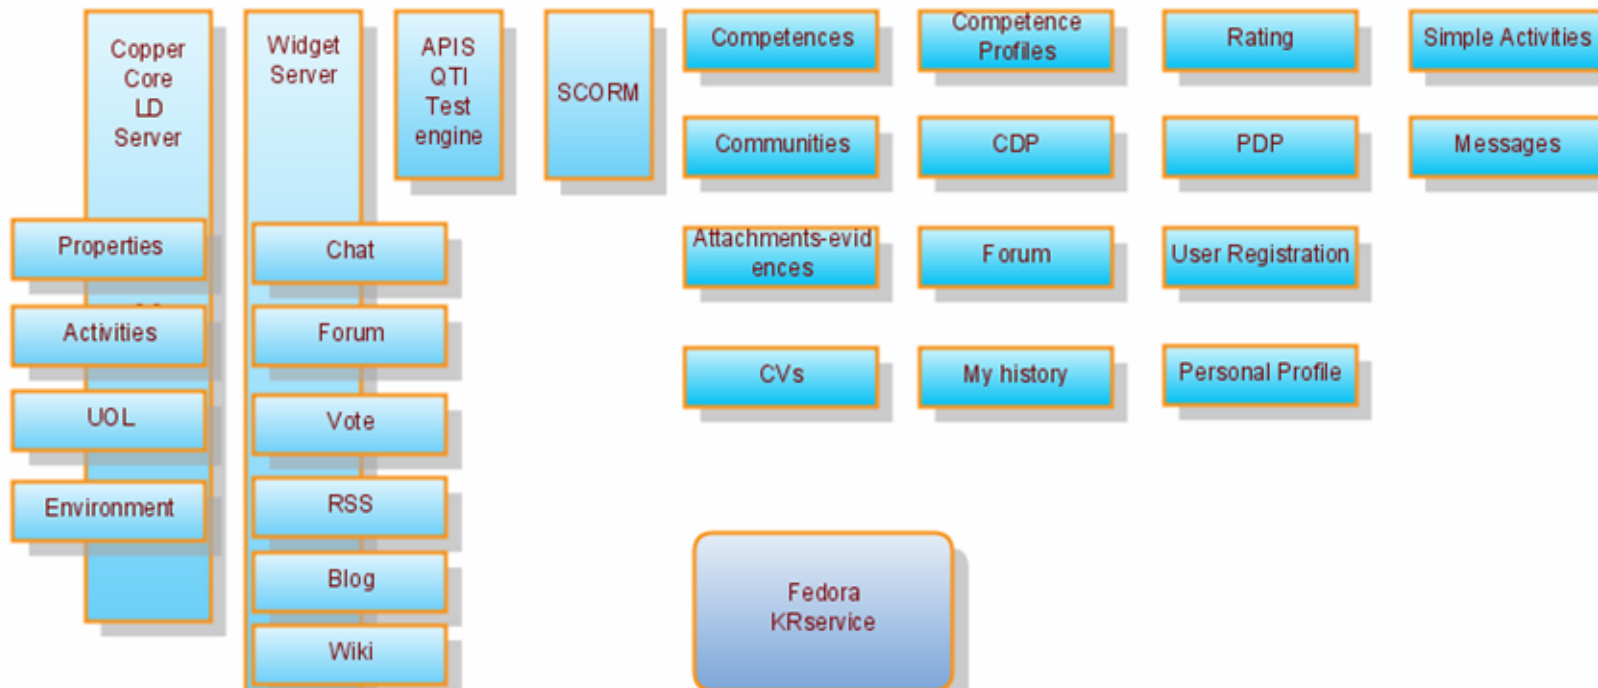 Copper
Core
LD
Server
Widget
Server
APIS
QTI
Test
engine
SCORM
Competences
Competence
Profiles
Rating
Simple Activities
Communities
CDP
PDP
Messages
Properties
Chat
Attachments-evid
ences
Forum
User Registration
Activities
Forum
CVs
My history
Personal Profile
UOL
Vote
Environment
RSS
Blog
Fedora
KRservice
Wiki